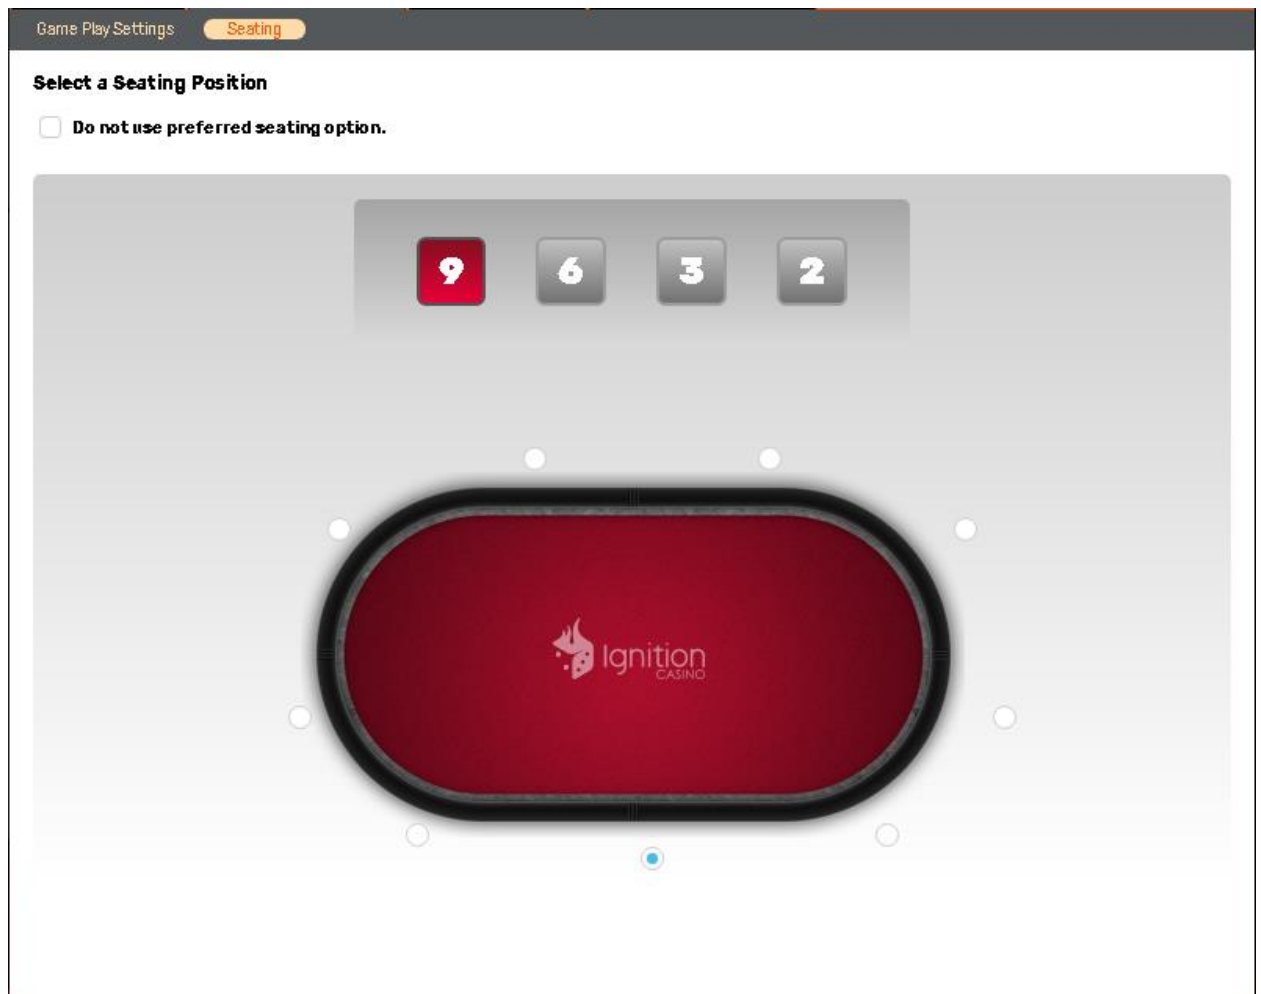 Game Play Settings Seating
Select a Seating Position
Do not use preferred seating option.
9 6 3 2
Ignition
CASINO